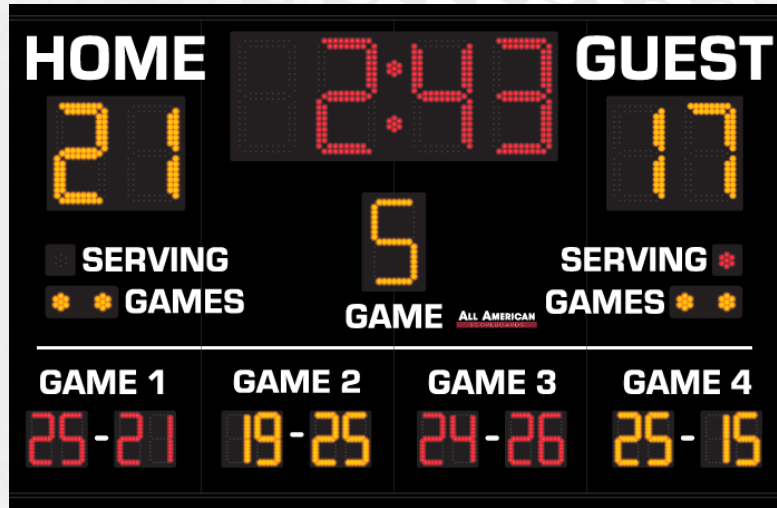 HOME
2:43
GUEST
21
17
5
SERVING
SERVING
GAMES
GAMES
GAME
ALL AMERICAN
SCOREBOARDS
GAME 1
GAME 2
GAME 3
GAME 4
25-21
19-25
24-26
25-15